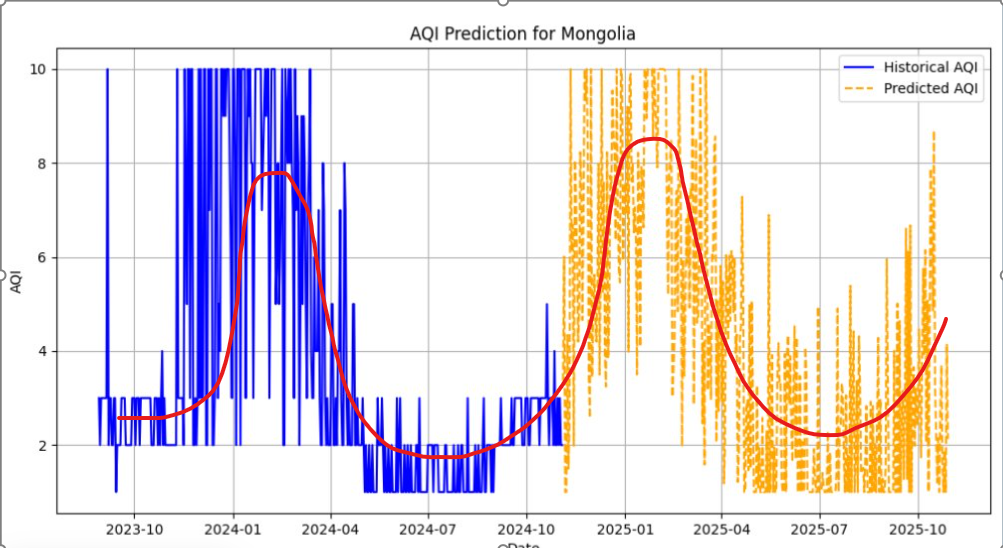 AQI Prediction for Mongolia
Historical AQI
Predicted AQI
10
8
6
4
2
AQI
2023-10
2024-01
2024-04
2024-07
2024-10
2025-01
2025-04
2025-07
2025-10
Date